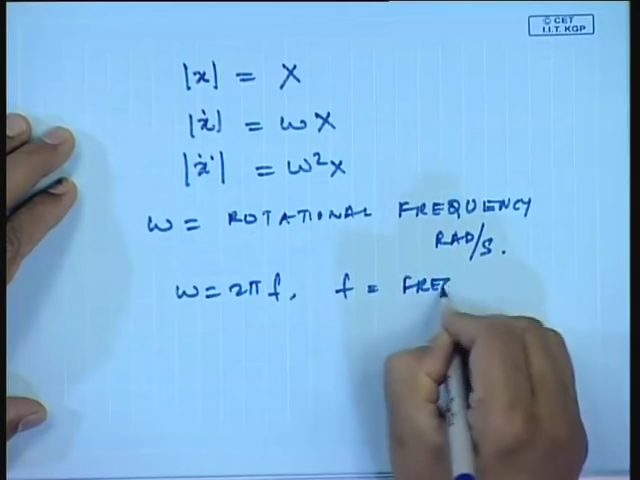 © CET
I.I.T. KGP
|x| = X
|ẋ| = ωX
|ẍ| = ω²X
ω = ROTATIONAL FREQUENCY
RAD/S.
ω = 2πf, f = FRE